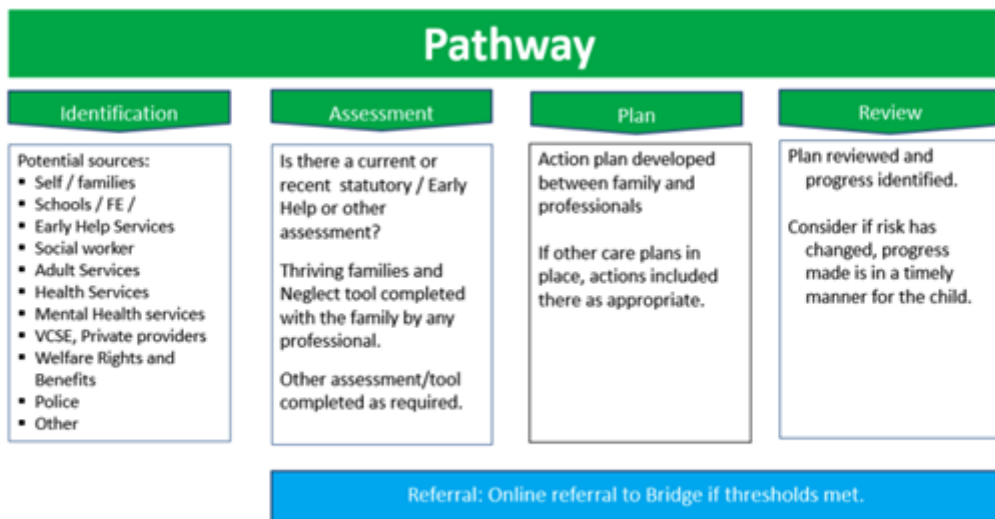 Pathway
Identification
Potential sources:
▪ Self / families
▪ Schools / FE /
▪ Early Help Services
▪ Social worker
▪ Adult Services
▪ Health Services
▪ Mental Health services
▪ VCSE, Private providers
▪ Welfare Rights and
Benefits
▪ Police
▪ Other
Assessment
Is there a current or
recent statutory / Early
Help or other
assessment?
Thriving families and
Neglect tool completed
with the family by any
professional.
Other assessment/tool
completed as required.
Plan
Action plan developed
between family and
professionals
If other care plans in
place, actions included
there as appropriate.
Review
Plan reviewed and
progress identified.
Consider if risk has
changed, progress
made is in a timely
manner for the child.
Referral: Online referral to Bridge if thresholds met.